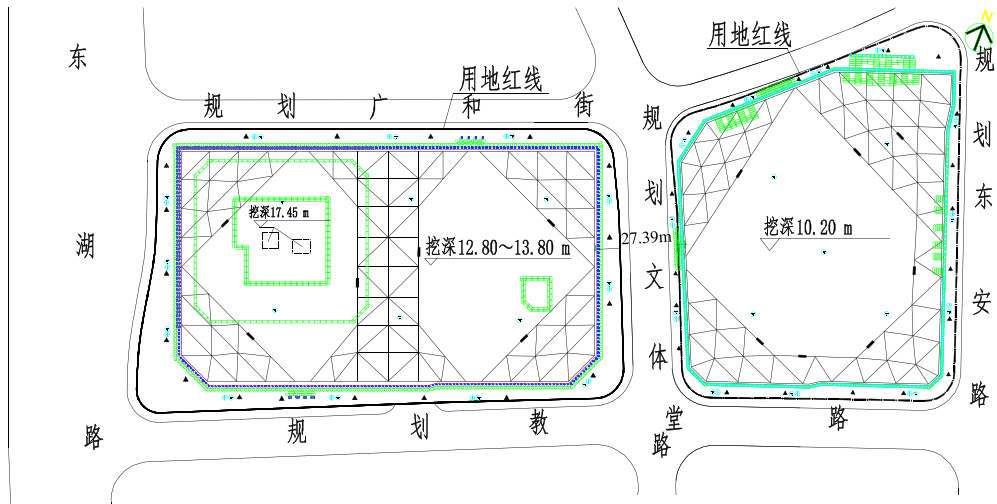 N
用地红线
用地红线
东湖路
规划广和街
规划文体路
规划东安路
规划教堂路
挖深17.45 m
挖深12.80～13.80 m
27.39m
挖深10.20 m